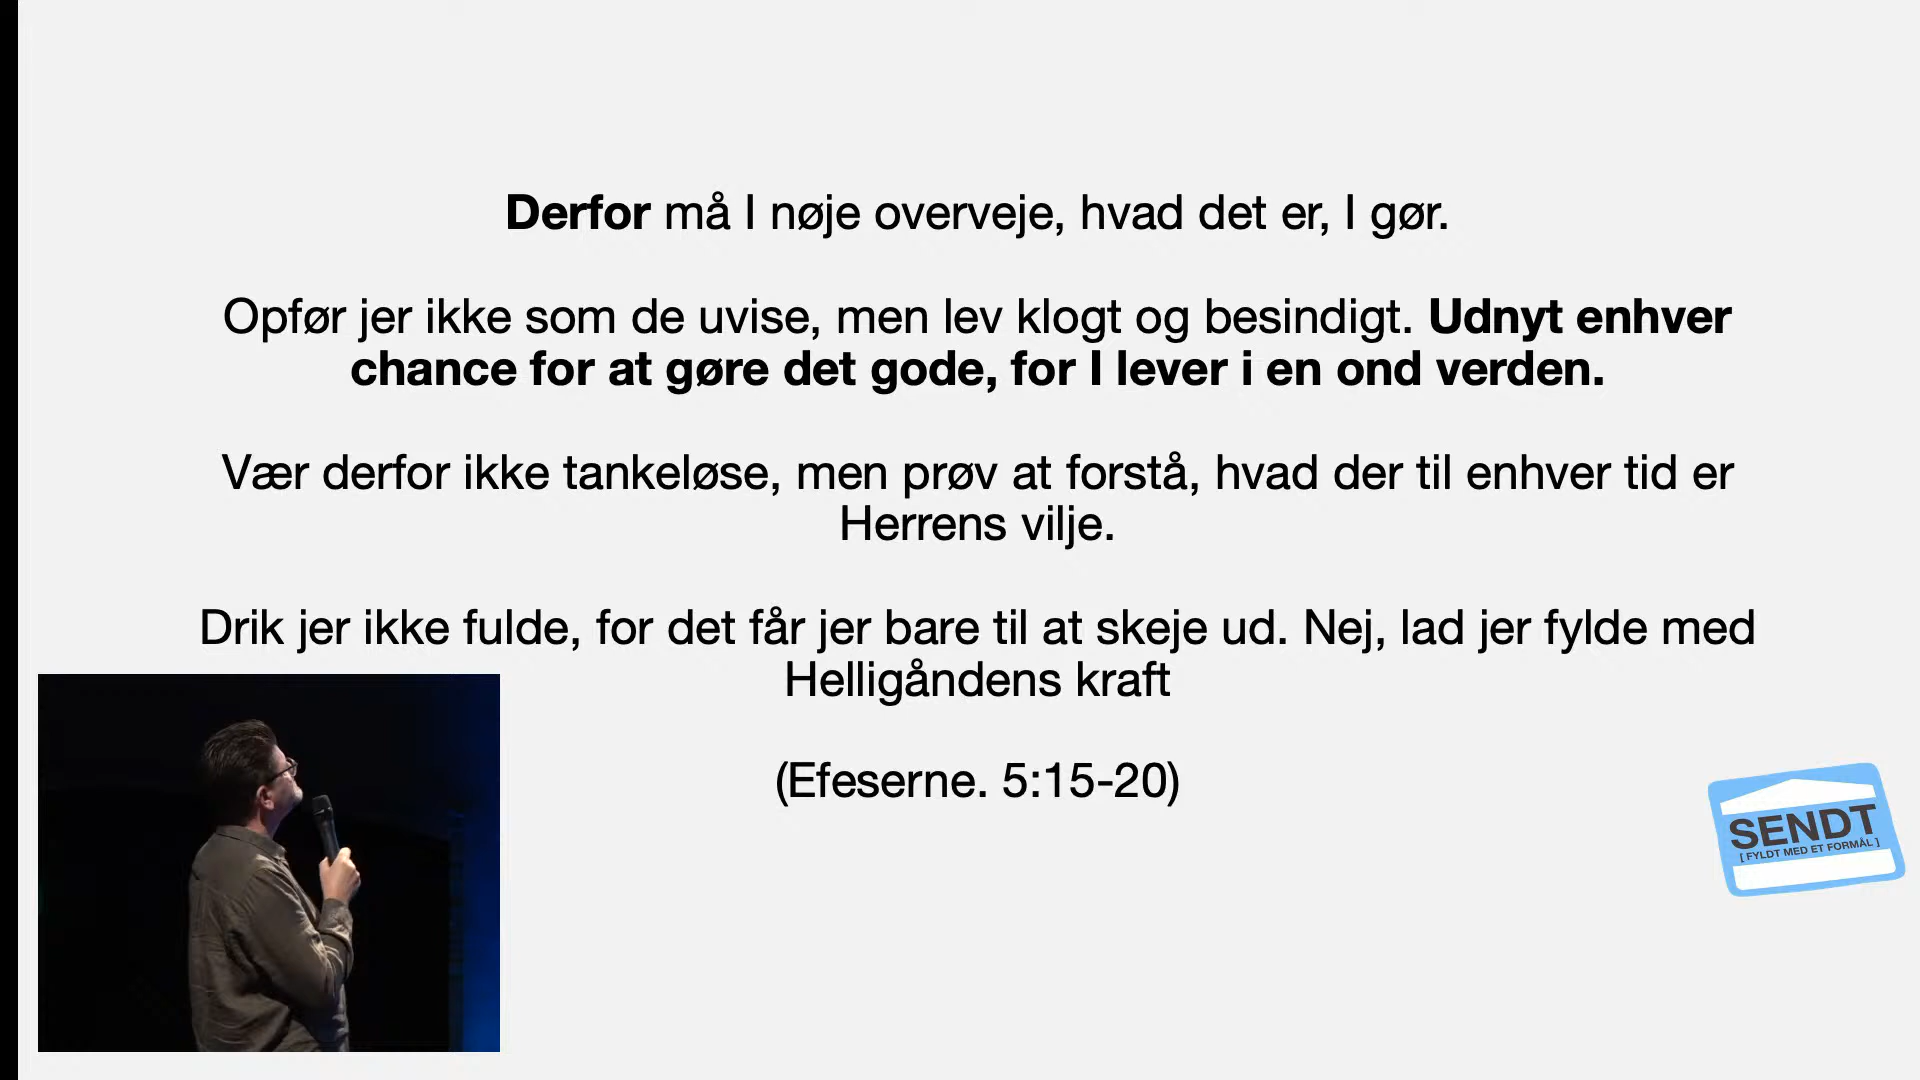 Derfor må I nøje overveje, hvad det er, I gør.
Opfør jer ikke som de uvise, men lev klogt og besindigt. Udnyt enhver
chance for at gøre det gode, for I lever i en ond verden.
Vær derfor ikke tankeløse, men prøv at forstå, hvad der til enhver tid er
Herrens vilje.
Drik jer ikke fulde, for det får jer bare til at skeje ud. Nej, lad jer fylde med
Helligåndens kraft
(Efeserne. 5:15-20)
SENDT
[ FYLDT MED ET FORMÅL ]